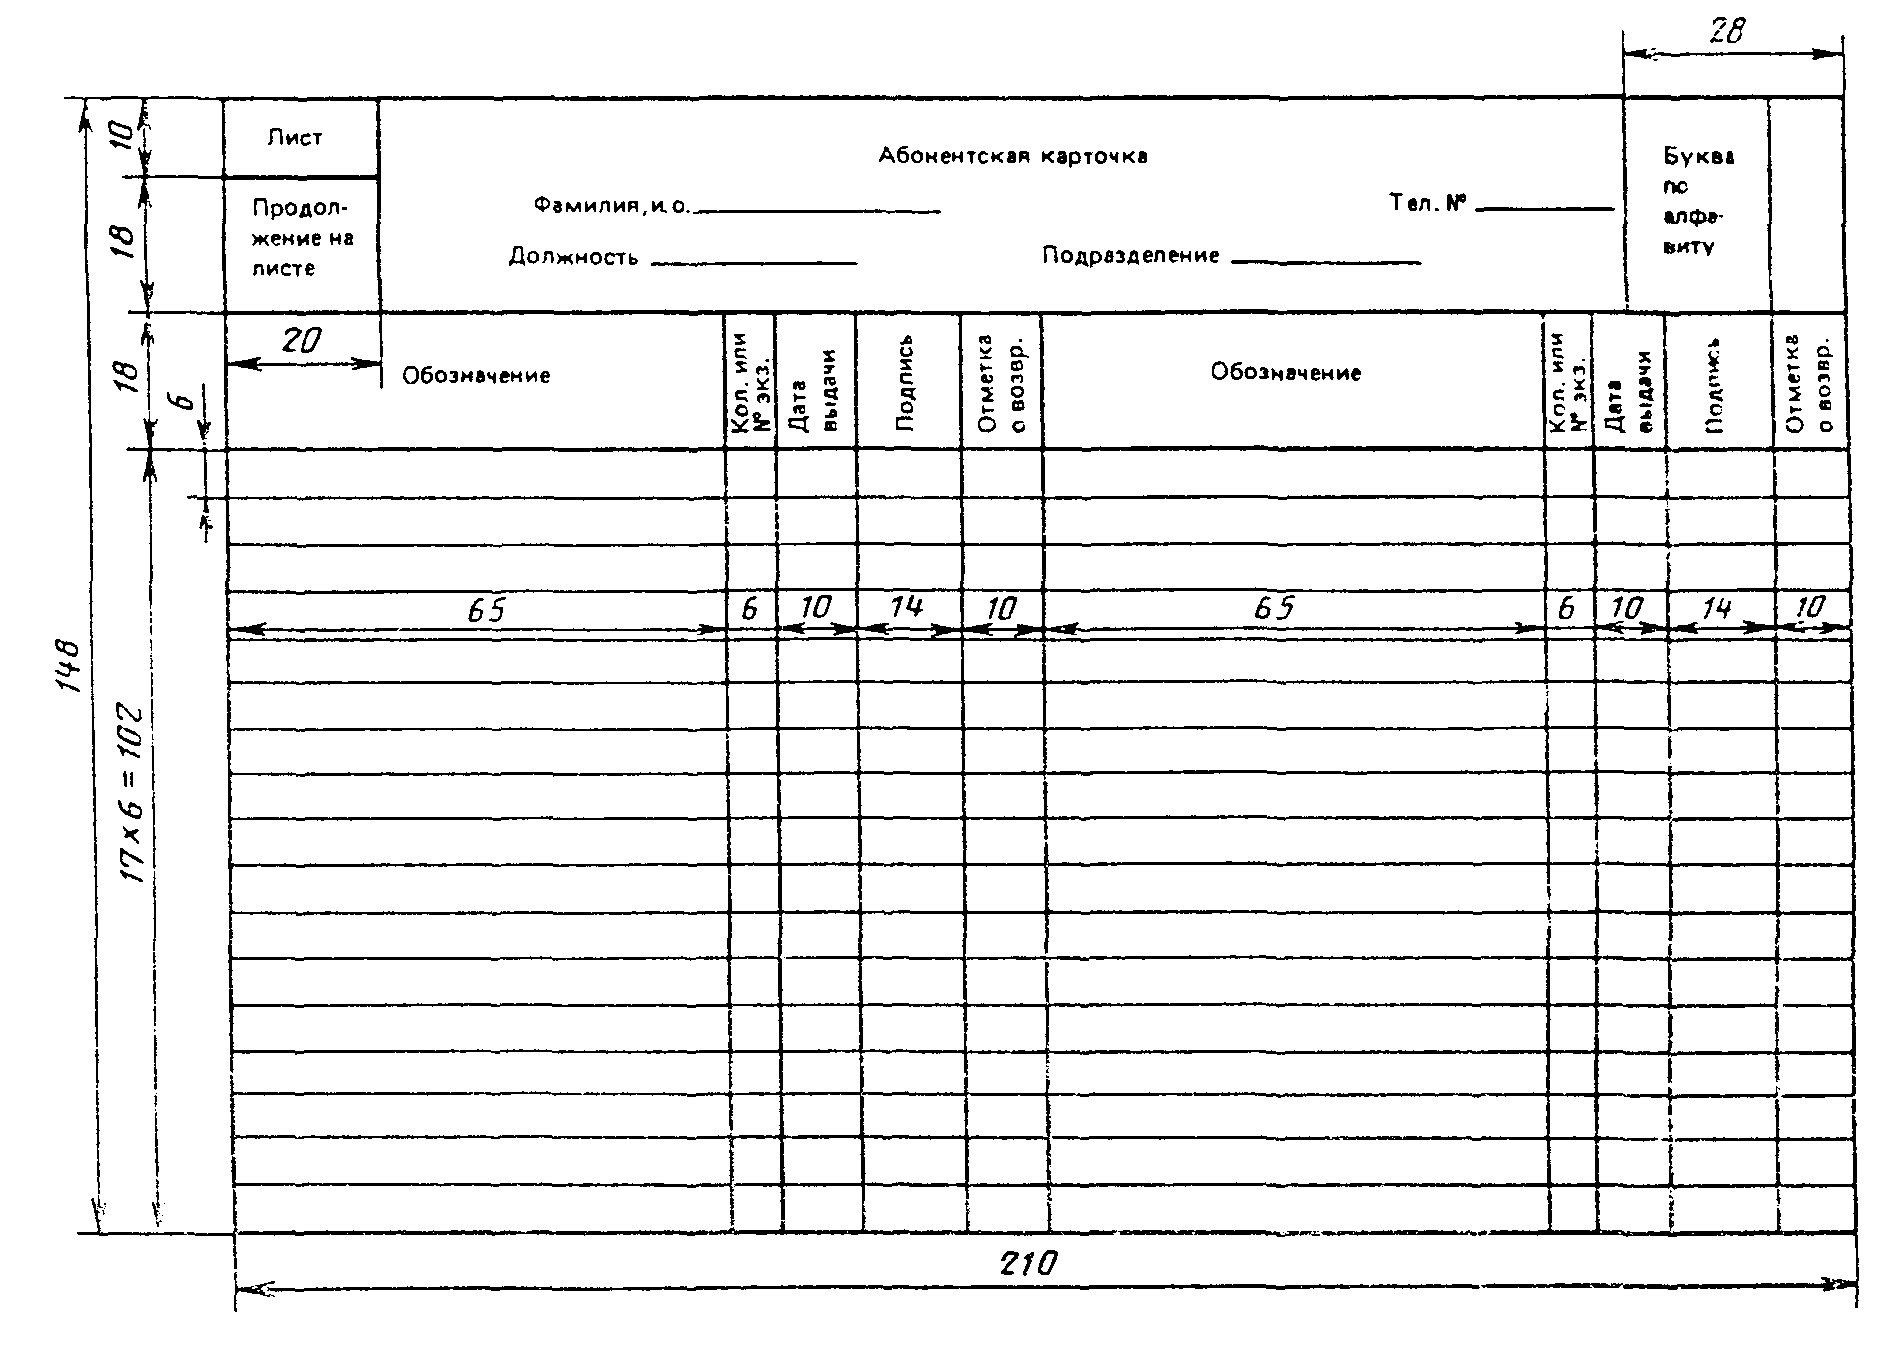 28
10
Лист
Абонентская карточка
Буква
по
алфа-
виту
18
Продол-
жение на
листе
Фамилия, и.о.
Тел. №
Должность
Подразделение
18
20
6
Обозначение
Кол. или
№ экз.
Дата
выдачи
Подпись
Отметка
о возвр.
Обозначение
Кол. или
№ экз.
Дата
выдачи
Подпись
Отметка
о возвр.
65 6 10 14 10 65 6 10 14 10
148
17 × 6 = 102
210